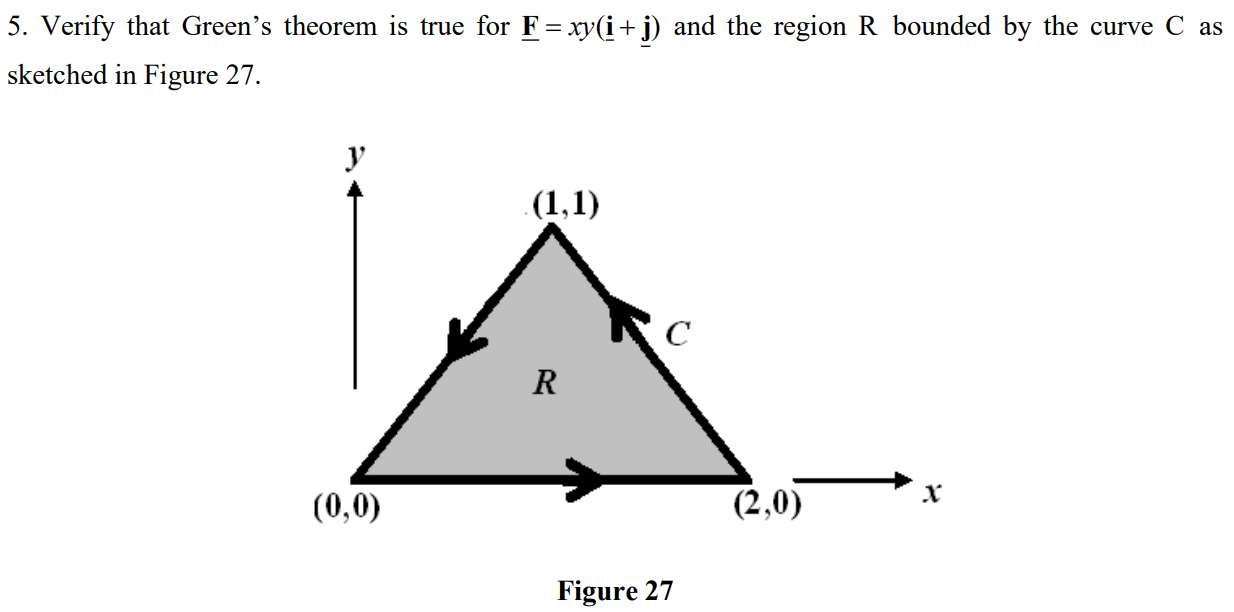 5. Verify that Green’s theorem is true for F = xy(i + j) and the region R bounded by the curve C as
sketched in Figure 27.
y
(1,1)
C
R
(0,0)
(2,0)
x
Figure 27